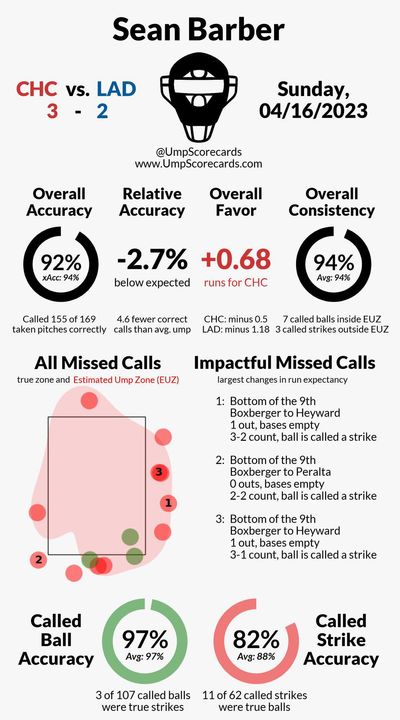 Sean Barber
CHC vs. LAD
3 - 2
Sunday,
04/16/2023
@UmpScorecards
www.UmpScorecards.com
Overall
Accuracy
92%
xAcc: 94%
Called 155 of 169
taken pitches correctly
Relative
Accuracy
-2.7%
below expected
4.6 fewer correct
calls than avg. ump
Overall
Favor
+0.68
runs for CHC
CHC: minus 0.5
LAD: minus 1.18
Overall
Consistency
94%
Avg: 94%
7 called balls inside EUZ
3 called strikes outside EUZ
All Missed Calls
true zone and Estimated Ump Zone (EUZ)
3
1
2
Impactful Missed Calls
largest changes in run expectancy
1: Bottom of the 9th
Boxberger to Heyward
1 out, bases empty
3-2 count, ball is called a strike
2: Bottom of the 9th
Boxberger to Peralta
0 outs, bases empty
2-2 count, ball is called a strike
3: Bottom of the 9th
Boxberger to Heyward
1 out, bases empty
3-1 count, ball is called a strike
Called
Ball
Accuracy
97%
Avg: 97%
3 of 107 called balls
were true strikes
82%
Avg: 88%
11 of 62 called strikes
were true balls
Called
Strike
Accuracy